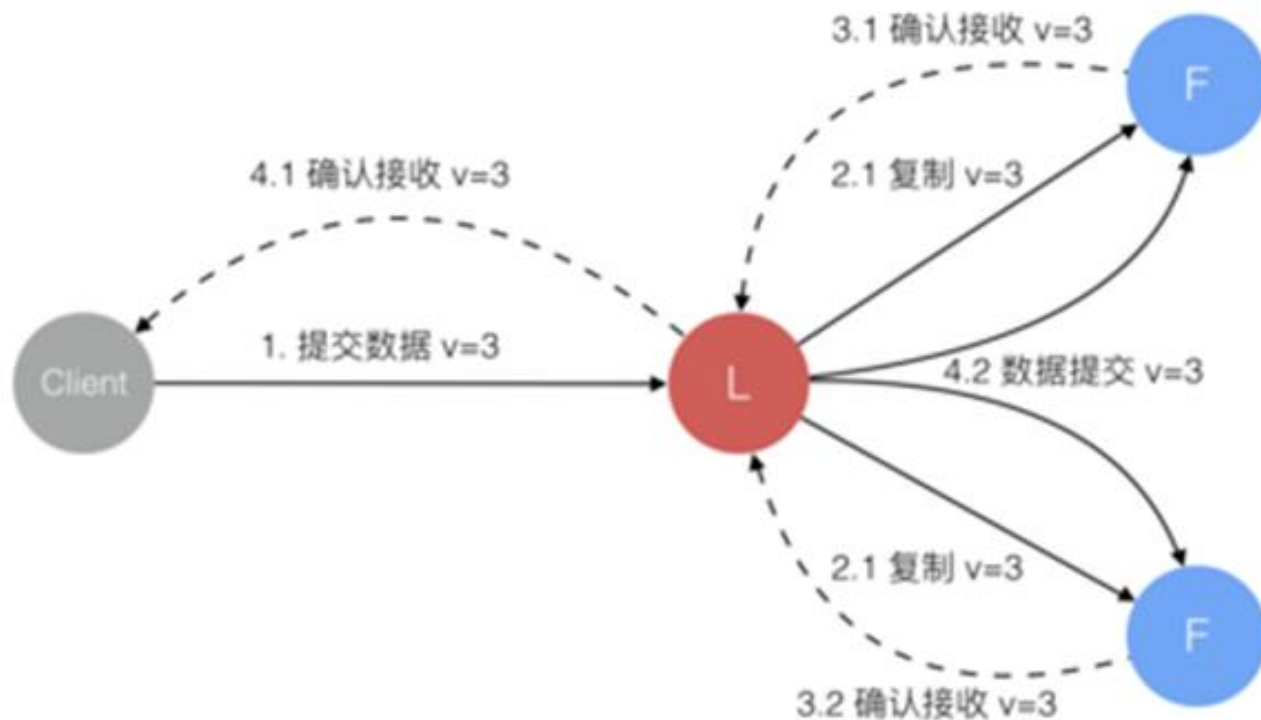 3.1 确认接收 v=3
F
4.1 确认接收 v=3
2.1 复制 v=3
1. 提交数据 v=3
Client
L
4.2 数据提交 v=3
2.1 复制 v=3
F
3.2 确认接收 v=3